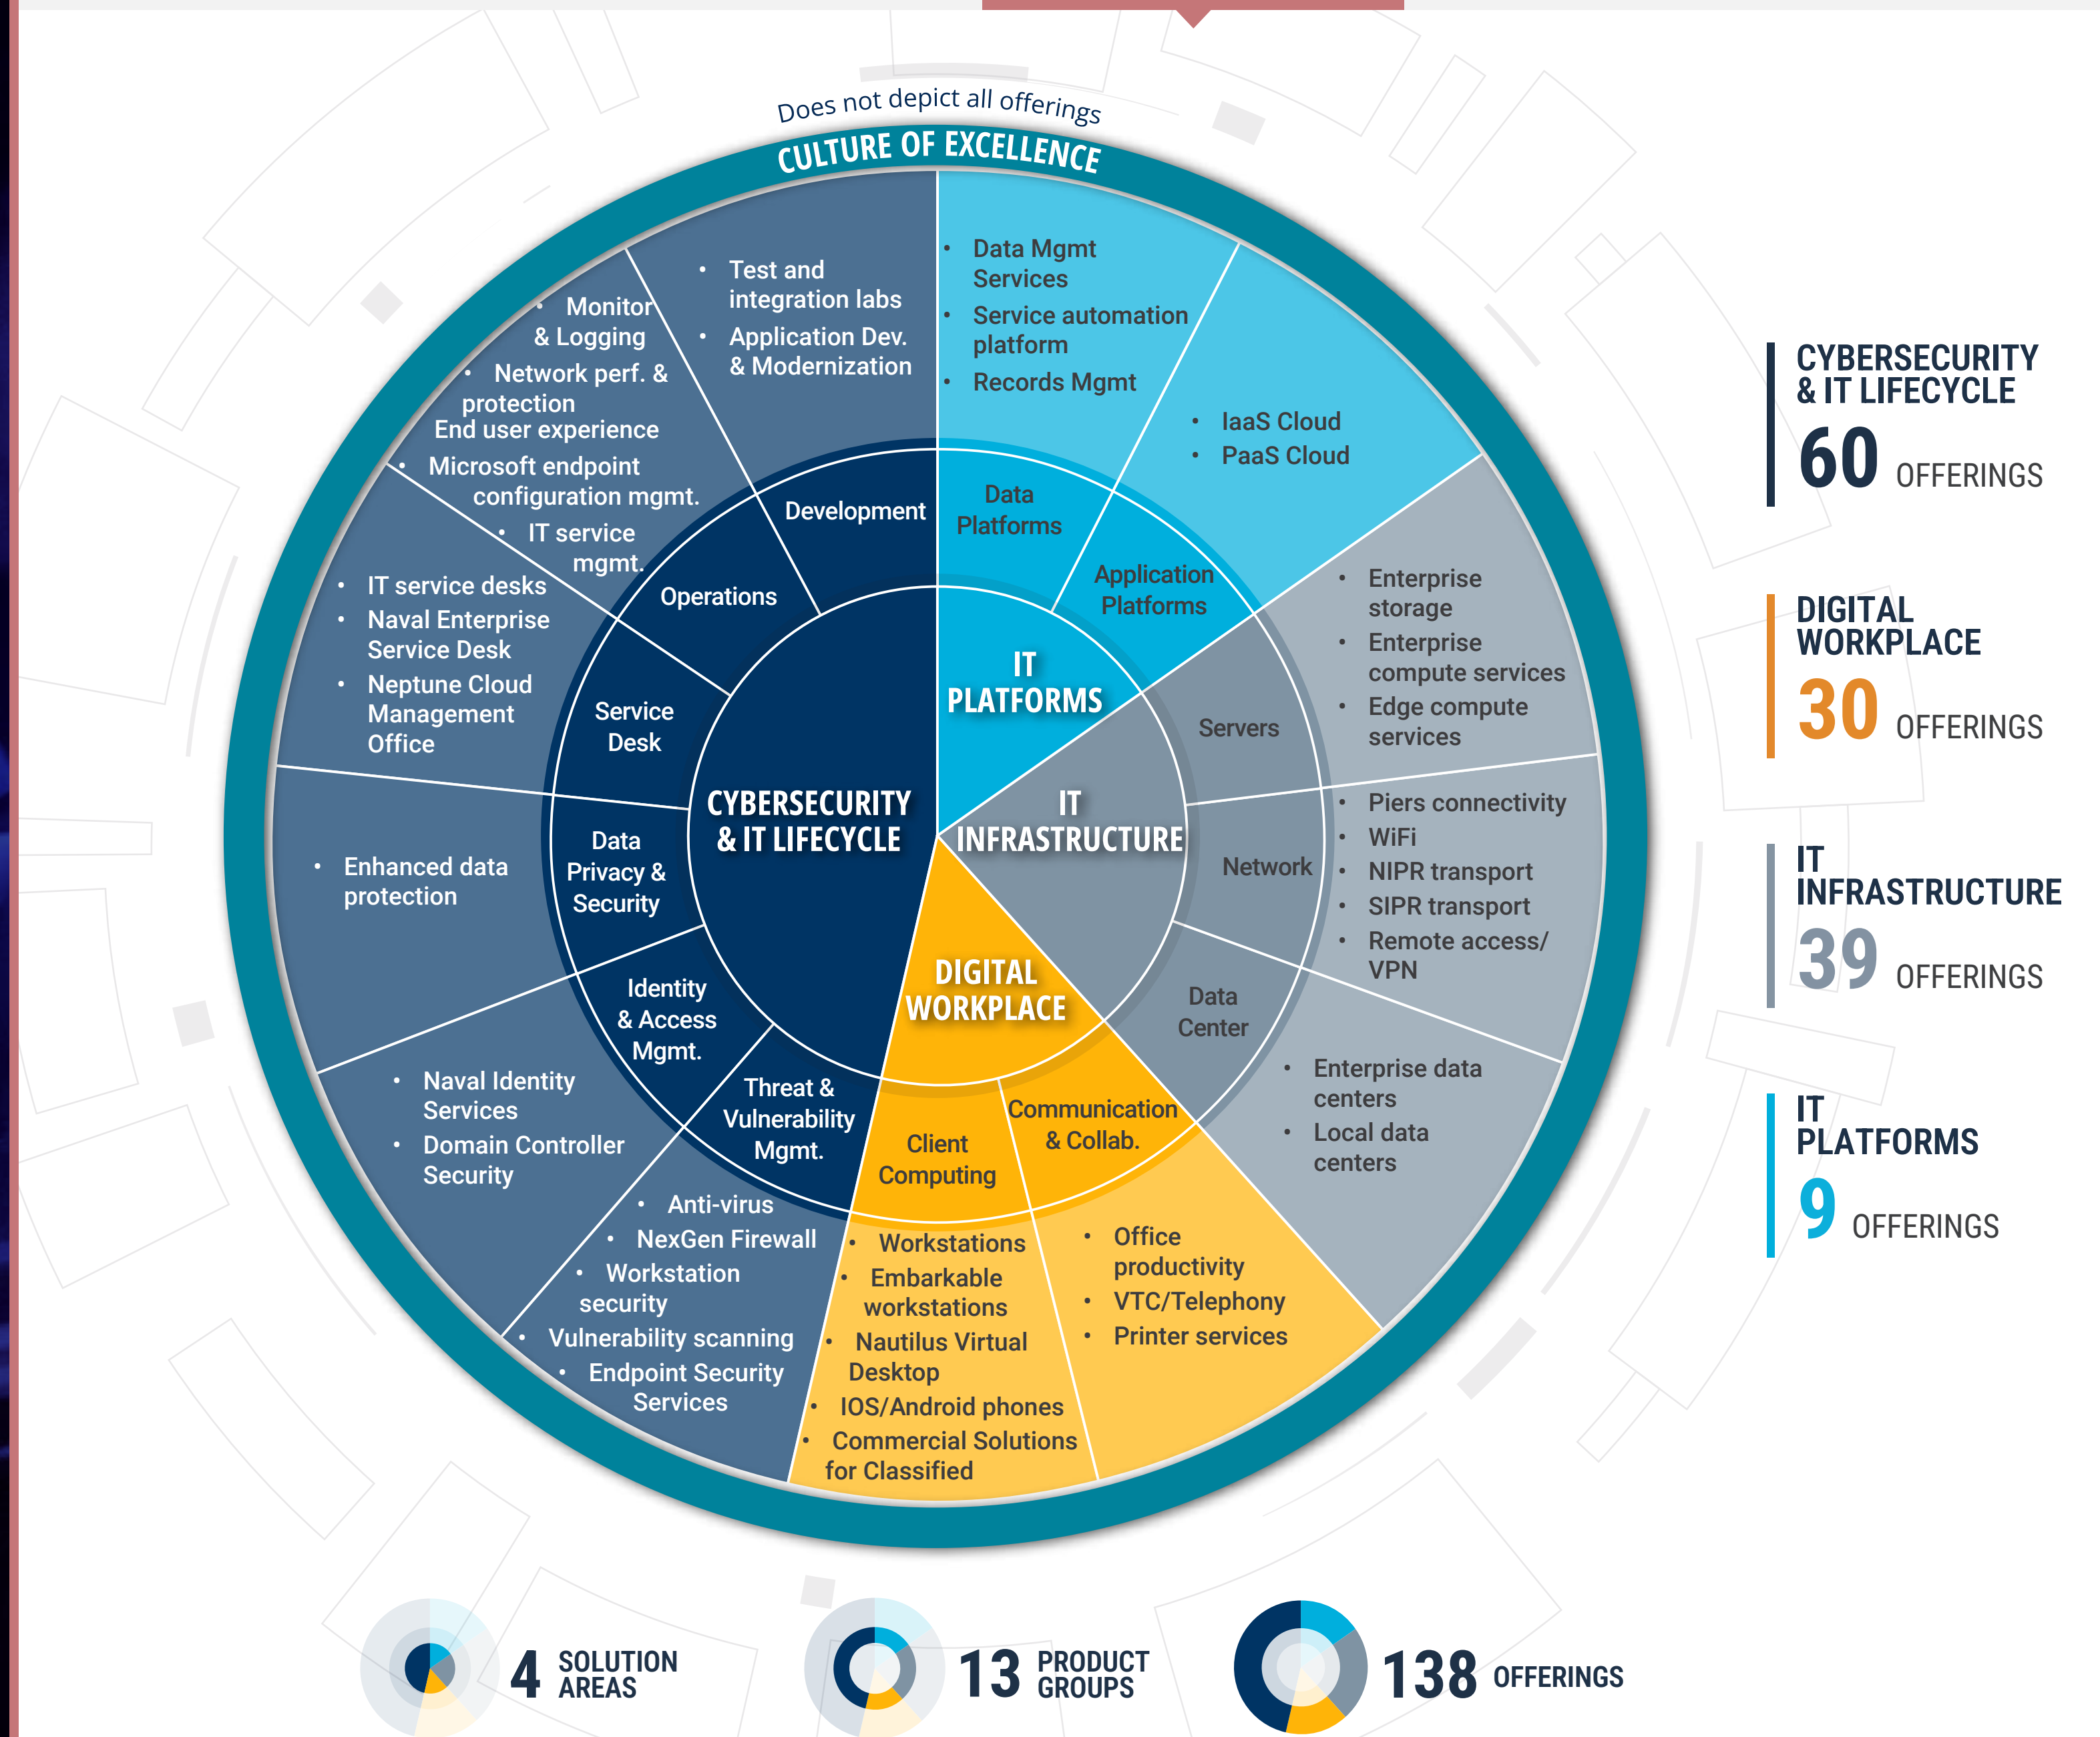 Does not depict all offerings
CULTURE OF EXCELLENCE
• Data Mgmt
Services
• Service automation
platform
• Records Mgmt
• IaaS Cloud
• PaaS Cloud
• Enterprise
storage
• Enterprise
compute services
• Edge compute
services
• Piers connectivity
• WiFi
• NIPR transport
• SIPR transport
• Remote access/
VPN
• Enterprise data
centers
• Local data
centers
• Office
productivity
• VTC/Telephony
• Printer services
• Workstations
• Embarkable
workstations
• Nautilus Virtual
Desktop
• IOS/Android phones
• Commercial Solutions
for Classified
• Anti-virus
• NexGen Firewall
• Workstation
security
• Vulnerability scanning
• Endpoint Security
Services
• Naval Identity
Services
• Domain Controller
Security
• Enhanced data
protection
• IT service desks
• Naval Enterprise
Service Desk
• Neptune Cloud
Management
Office
• Monitor
& Logging
• Network perf. &
protection
End user experience
• Microsoft endpoint
configuration mgmt.
• IT service
mgmt.
• Test and
integration labs
• Application Dev.
& Modernization
Data
Platforms
Application
Platforms
Servers
Network
Data
Center
Communication
& Collab.
Client
Computing
Threat &
Vulnerability
Mgmt.
Identity
& Access
Mgmt.
Data
Privacy &
Security
Service
Desk
Operations
Development
IT
PLATFORMS
IT
INFRASTRUCTURE
DIGITAL
WORKPLACE
CYBERSECURITY
& IT LIFECYCLE
CYBERSECURITY
& IT LIFECYCLE
60 OFFERINGS
DIGITAL
WORKPLACE
30 OFFERINGS
IT
INFRASTRUCTURE
39 OFFERINGS
IT
PLATFORMS
9 OFFERINGS
4 SOLUTION
AREAS
13 PRODUCT
GROUPS
138 OFFERINGS